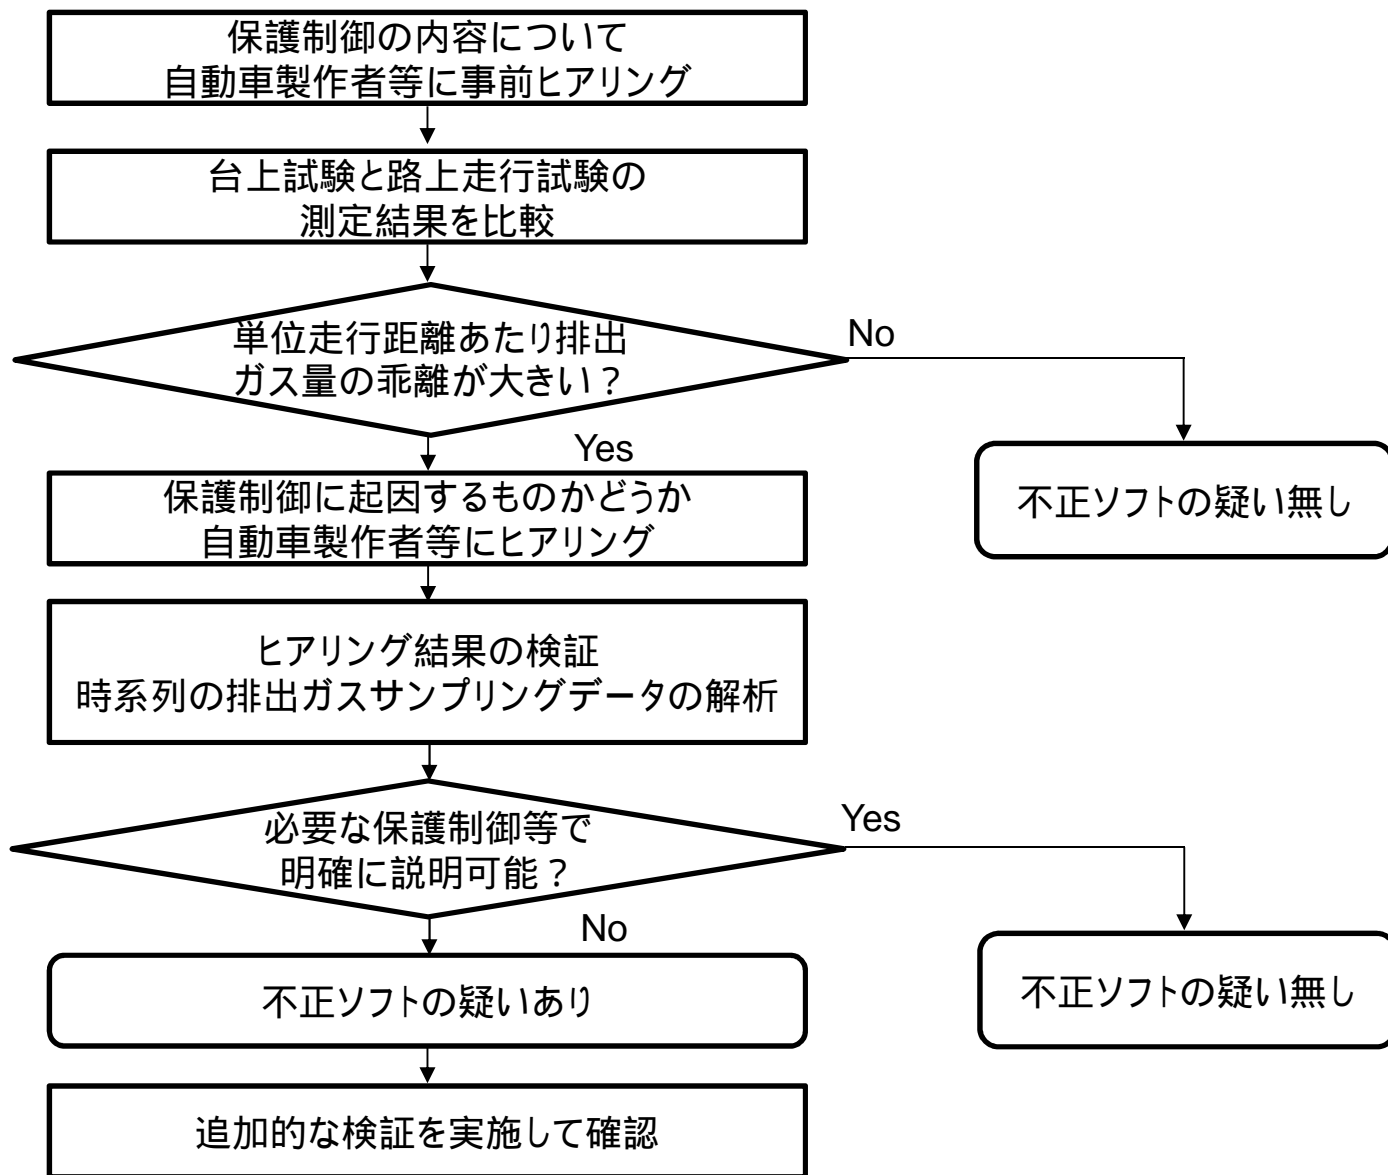 保護制御の内容について
自動車製作者等に事前ヒアリング
台上試験と路上走行試験の
測定結果を比較
単位走行距離あたり排出
ガス量の乖離が大きい？
No
Yes
不正ソフトの疑い無し
保護制御に起因するものかどうか
自動車製作者等にヒアリング
ヒアリング結果の検証
時系列の排出ガスサンプリングデータの解析
必要な保護制御等で
明確に説明可能？
Yes
No
不正ソフトの疑い無し
不正ソフトの疑いあり
追加的な検証を実施して確認